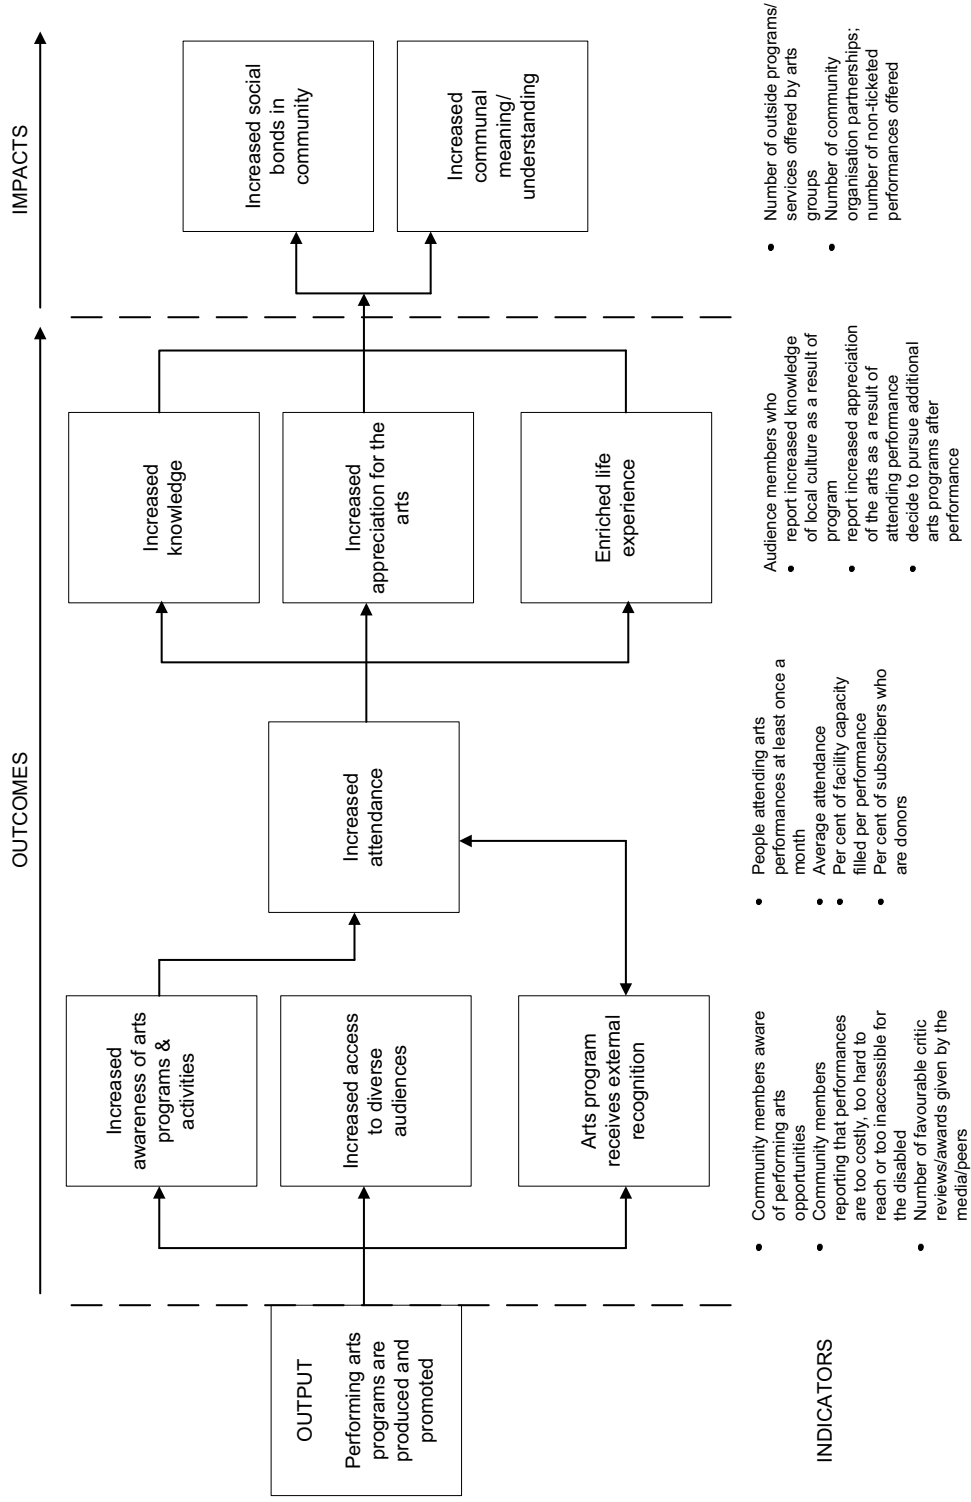 OUTCOMES
IMPACTS
OUTPUT
Performing arts
programs are
produced and
promoted
Increased
awareness of arts
programs &
activities
Increased access
to diverse
audiences
Arts program
receives external
recognition
Increased
attendance
Increased
knowledge
Increased
appreciation for the
arts
Enriched life
experience
Increased social
bonds in
community
Increased
communal
meaning/
understanding
INDICATORS
• Community members aware
of performing arts
opportunities
• Community members
reporting that performances
are too costly, too hard to
reach or too inaccessible for
the disabled
• Number of favourable critic
reviews/awards given by the
media/peers
• People attending arts
performances at least once a
month
• Average attendance
• Per cent of facility capacity
filled per performance
• Per cent of subscribers who
are donors
Audience members who
• report increased knowledge
of local culture as a result of
program
• report increased appreciation
of the arts as a result of
attending performance
• decide to pursue additional
arts programs after
performance
• Number of outside programs/
services offered by arts
groups
• Number of community
organisation partnerships;
number of non-ticketed
performances offered